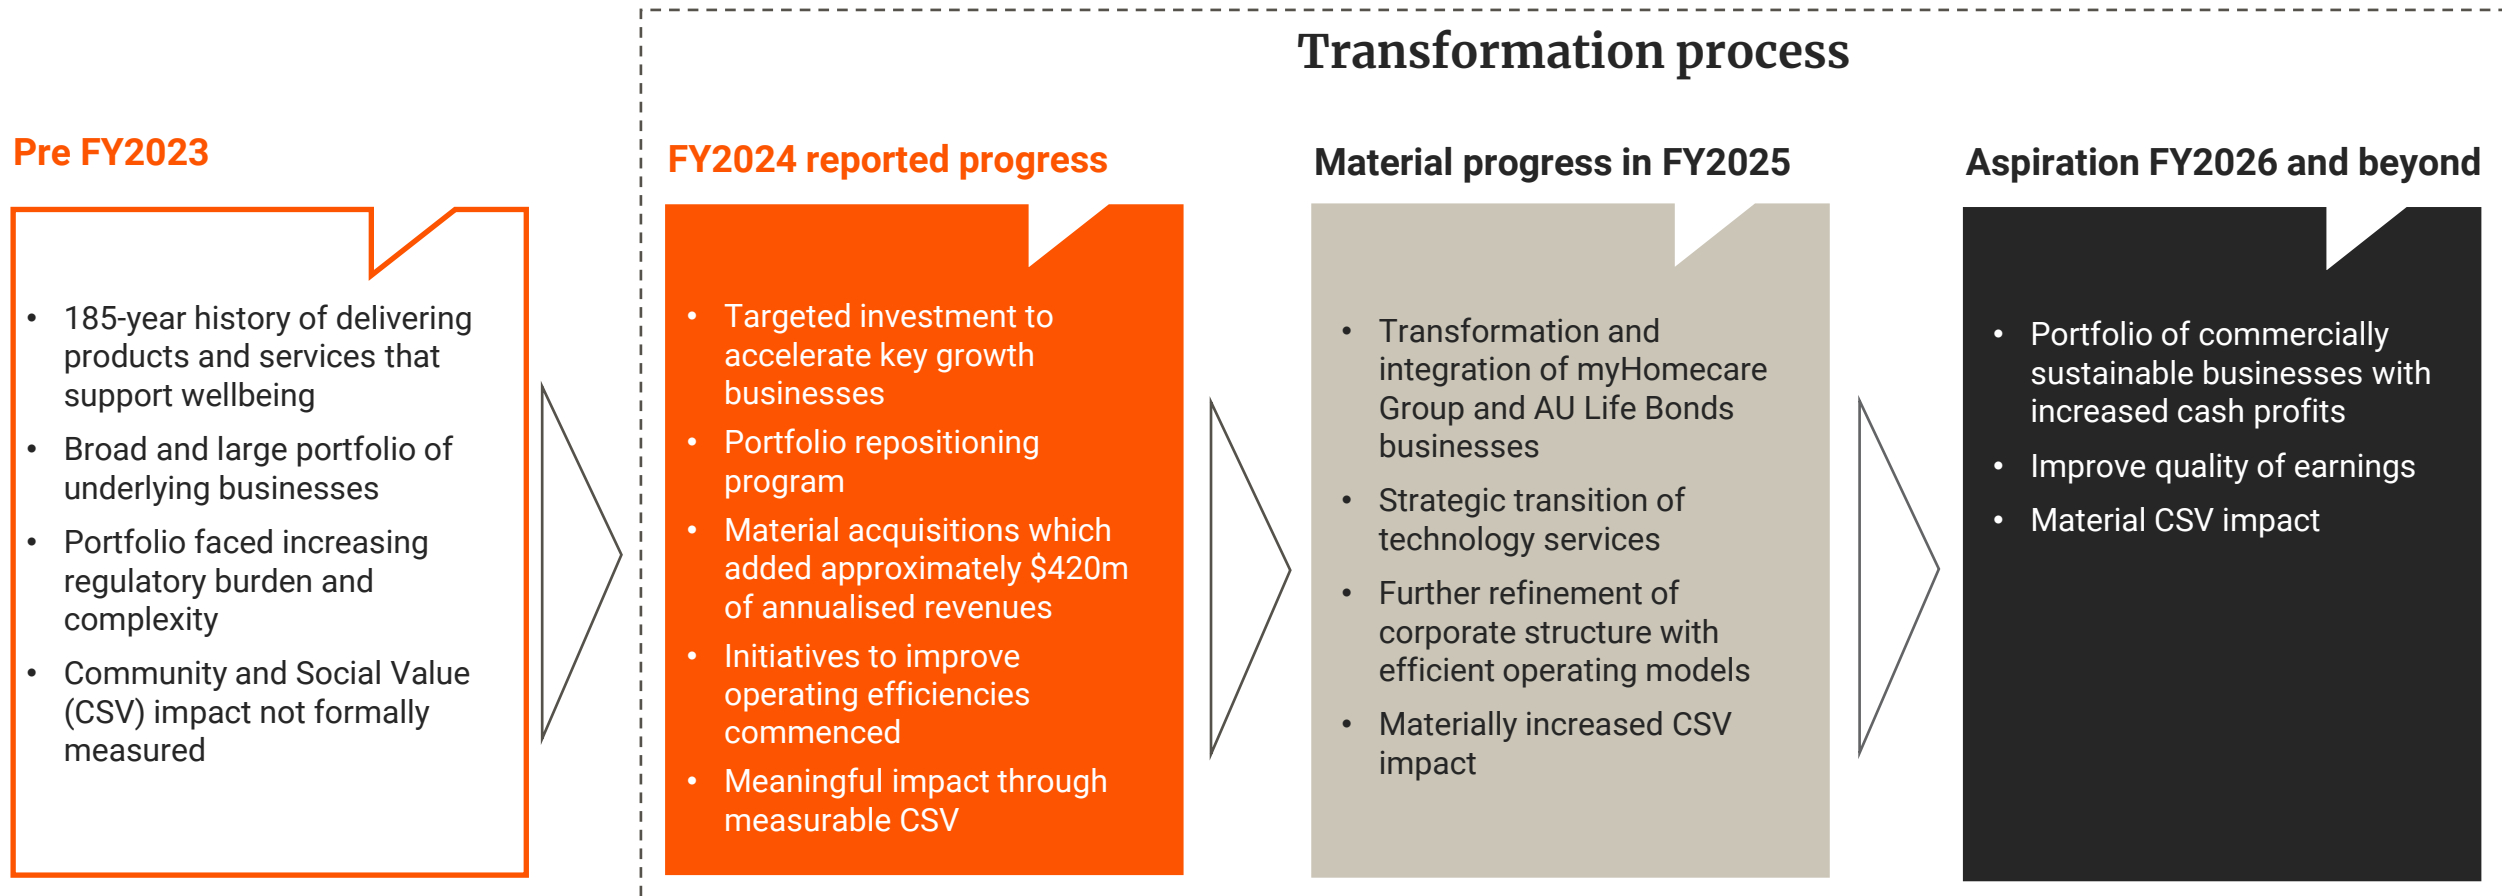 Transformation process
Pre FY2023
• 185-year history of delivering
products and services that
support wellbeing
• Broad and large portfolio of
underlying businesses
• Portfolio faced increasing
regulatory burden and
complexity
• Community and Social Value
(CSV) impact not formally
measured
FY2024 reported progress
• Targeted investment to
accelerate key growth
businesses
• Portfolio repositioning
program
• Material acquisitions which
added approximately $420m
of annualised revenues
• Initiatives to improve
operating efficiencies
commenced
• Meaningful impact through
measurable CSV
Material progress in FY2025
• Transformation and
integration of myHomecare
Group and AU Life Bonds
businesses
• Strategic transition of
technology services
• Further refinement of
corporate structure with
efficient operating models
• Materially increased CSV
impact
Aspiration FY2026 and beyond
• Portfolio of commercially
sustainable businesses with
increased cash profits
• Improve quality of earnings
• Material CSV impact